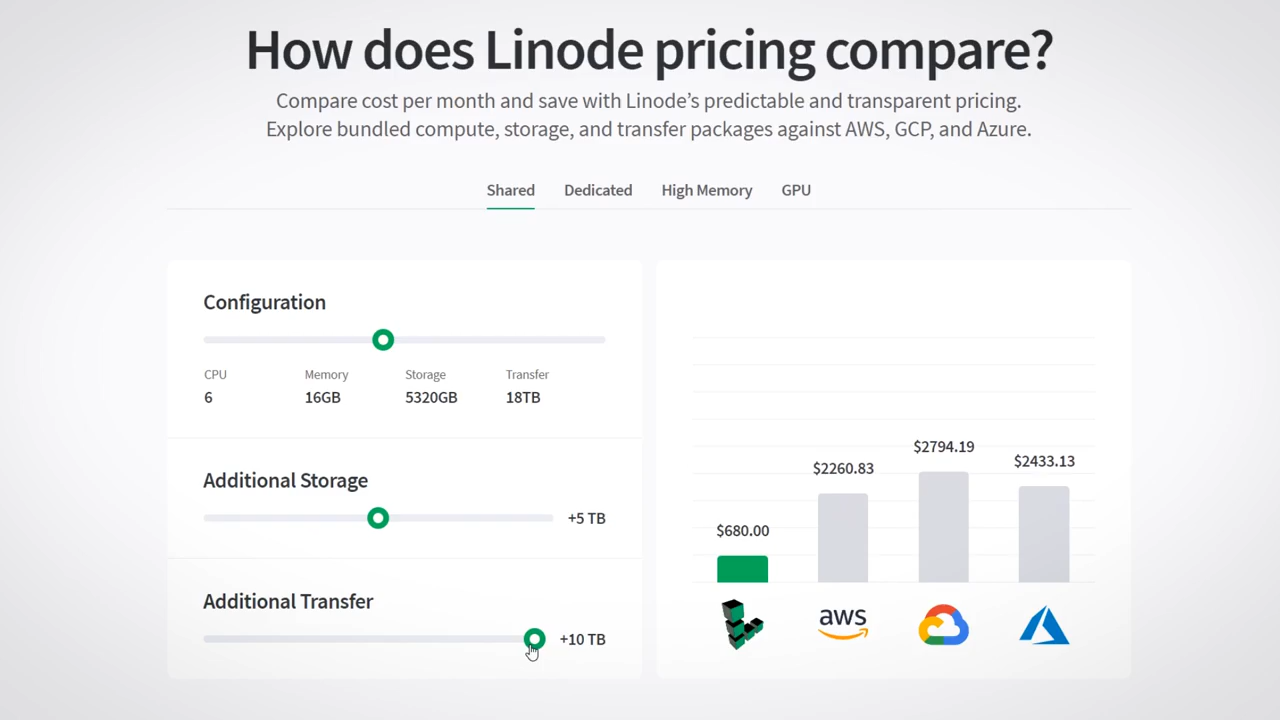 How does Linode pricing compare?
Compare cost per month and save with Linode’s predictable and transparent pricing.
Explore bundled compute, storage, and transfer packages against AWS, GCP, and Azure.
Shared Dedicated High Memory GPU
Configuration
CPU Memory Storage Transfer
6 16GB 5320GB 18TB
Additional Storage
+5 TB
Additional Transfer
+10 TB
$680.00
$2260.83
$2794.19
$2433.13
aws